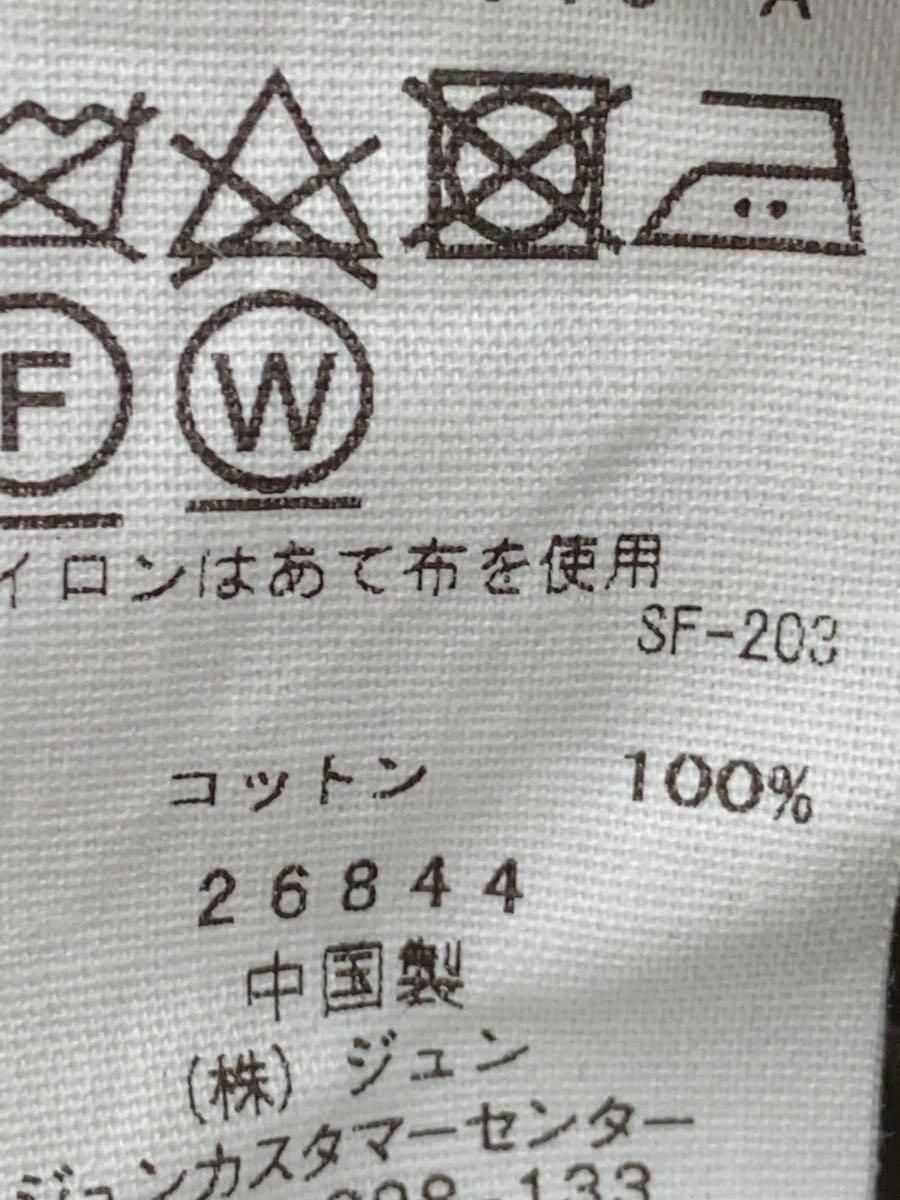 F W
イロンはあて布を使用
SF-203
コットン 100%
26844
中国製
(株) ジュン
ジュンカスタマーセンター